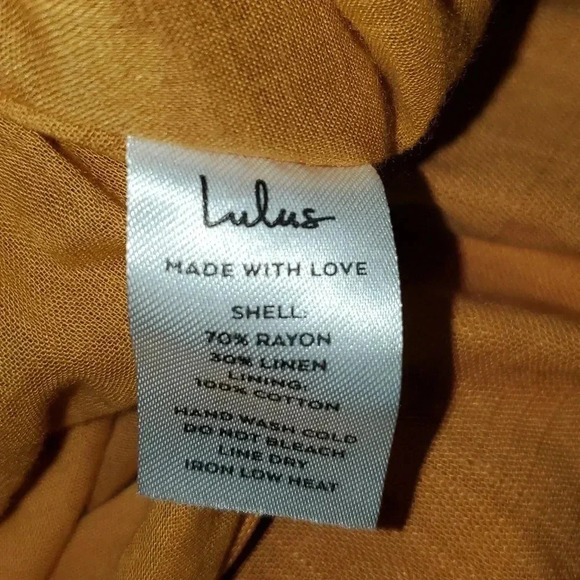 Lulus
MADE WITH LOVE
SHELL:
70% RAYON
30% LINEN
LINING:
100% COTTON
HAND WASH COLD
DO NOT BLEACH
LINE DRY
IRON LOW HEAT